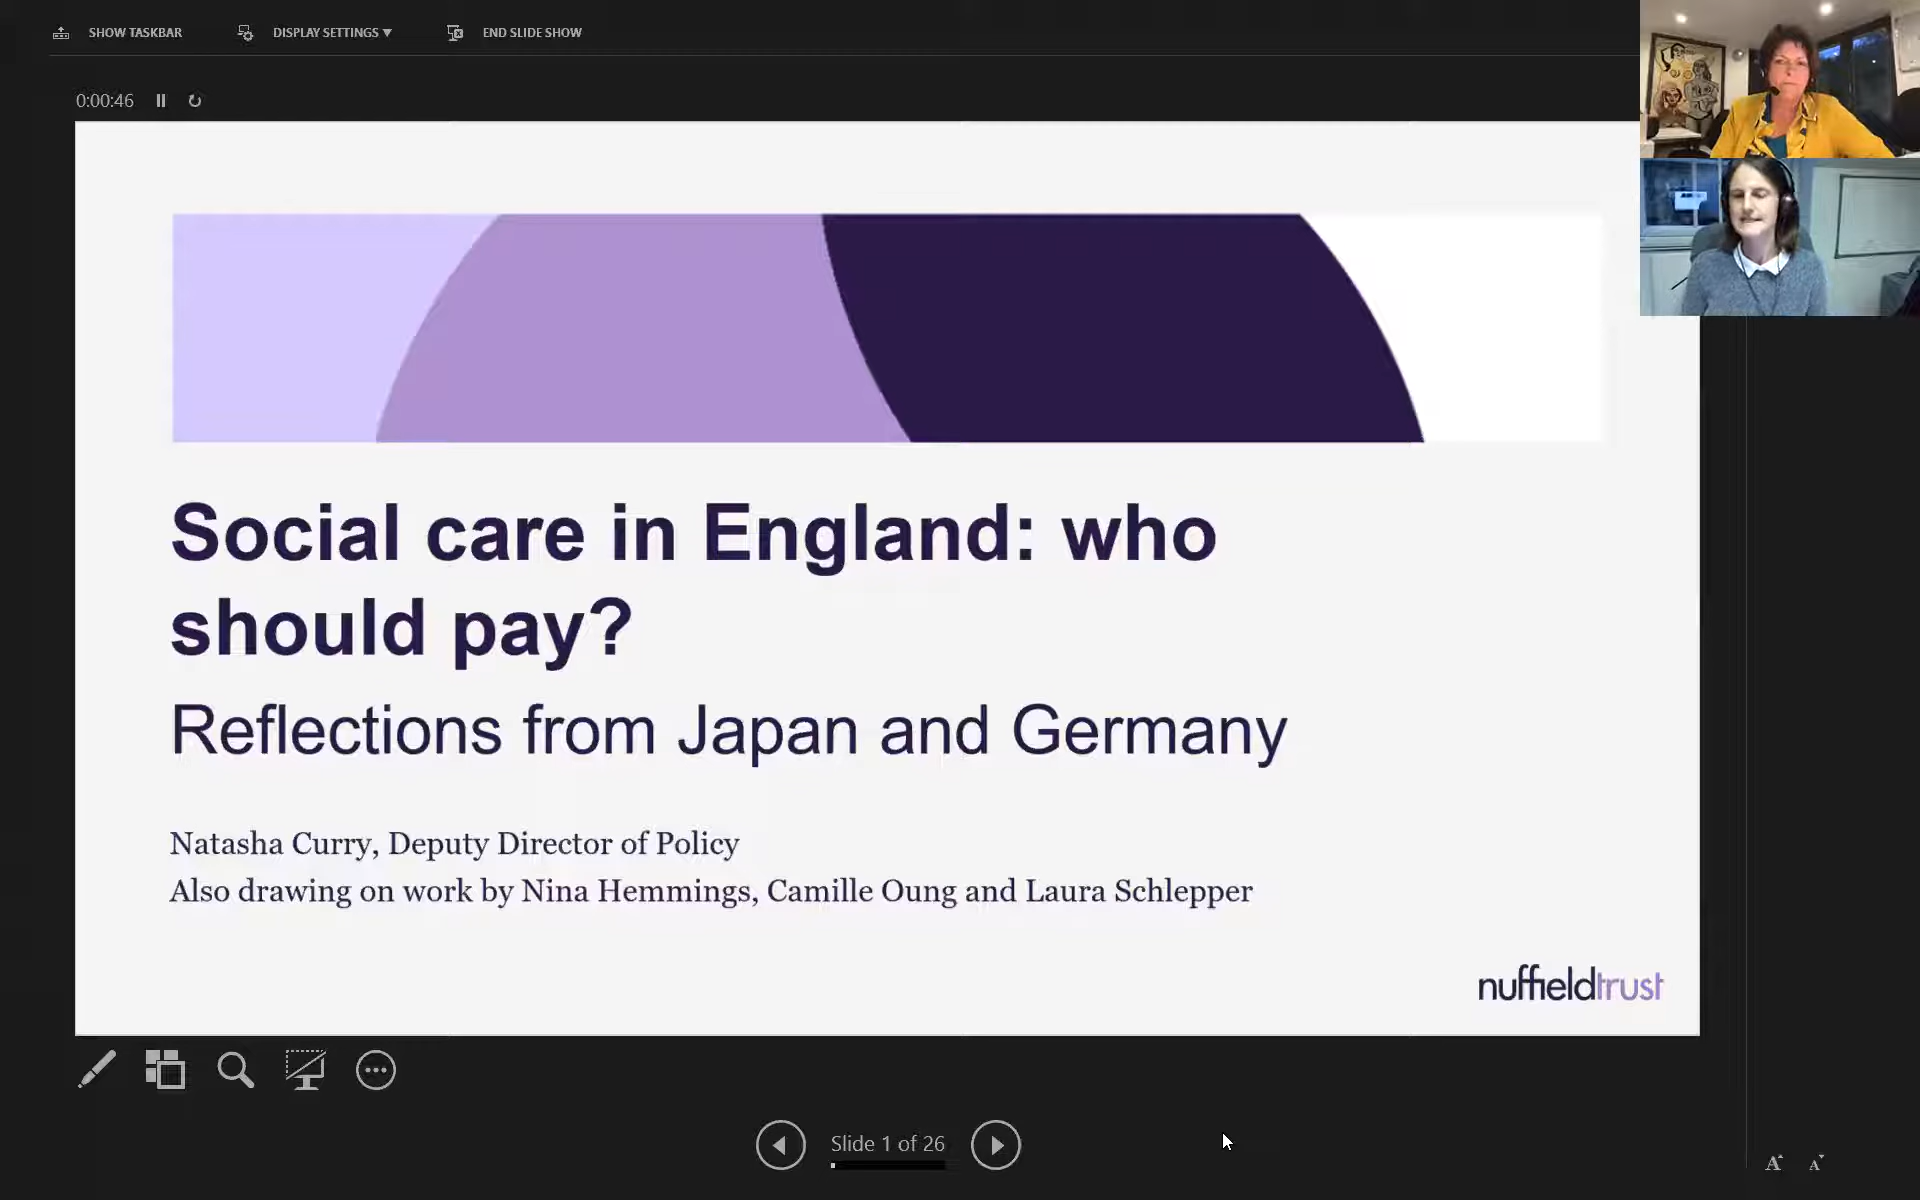 SHOW TASKBAR
DISPLAY SETTINGS ▼
END SLIDE SHOW
0:00:46
Social care in England: who
should pay?
Reflections from Japan and Germany
Natasha Curry, Deputy Director of Policy
Also drawing on work by Nina Hemmings, Camille Oung and Laura Schlepper
nuffieldtrust
Slide 1 of 26
A A